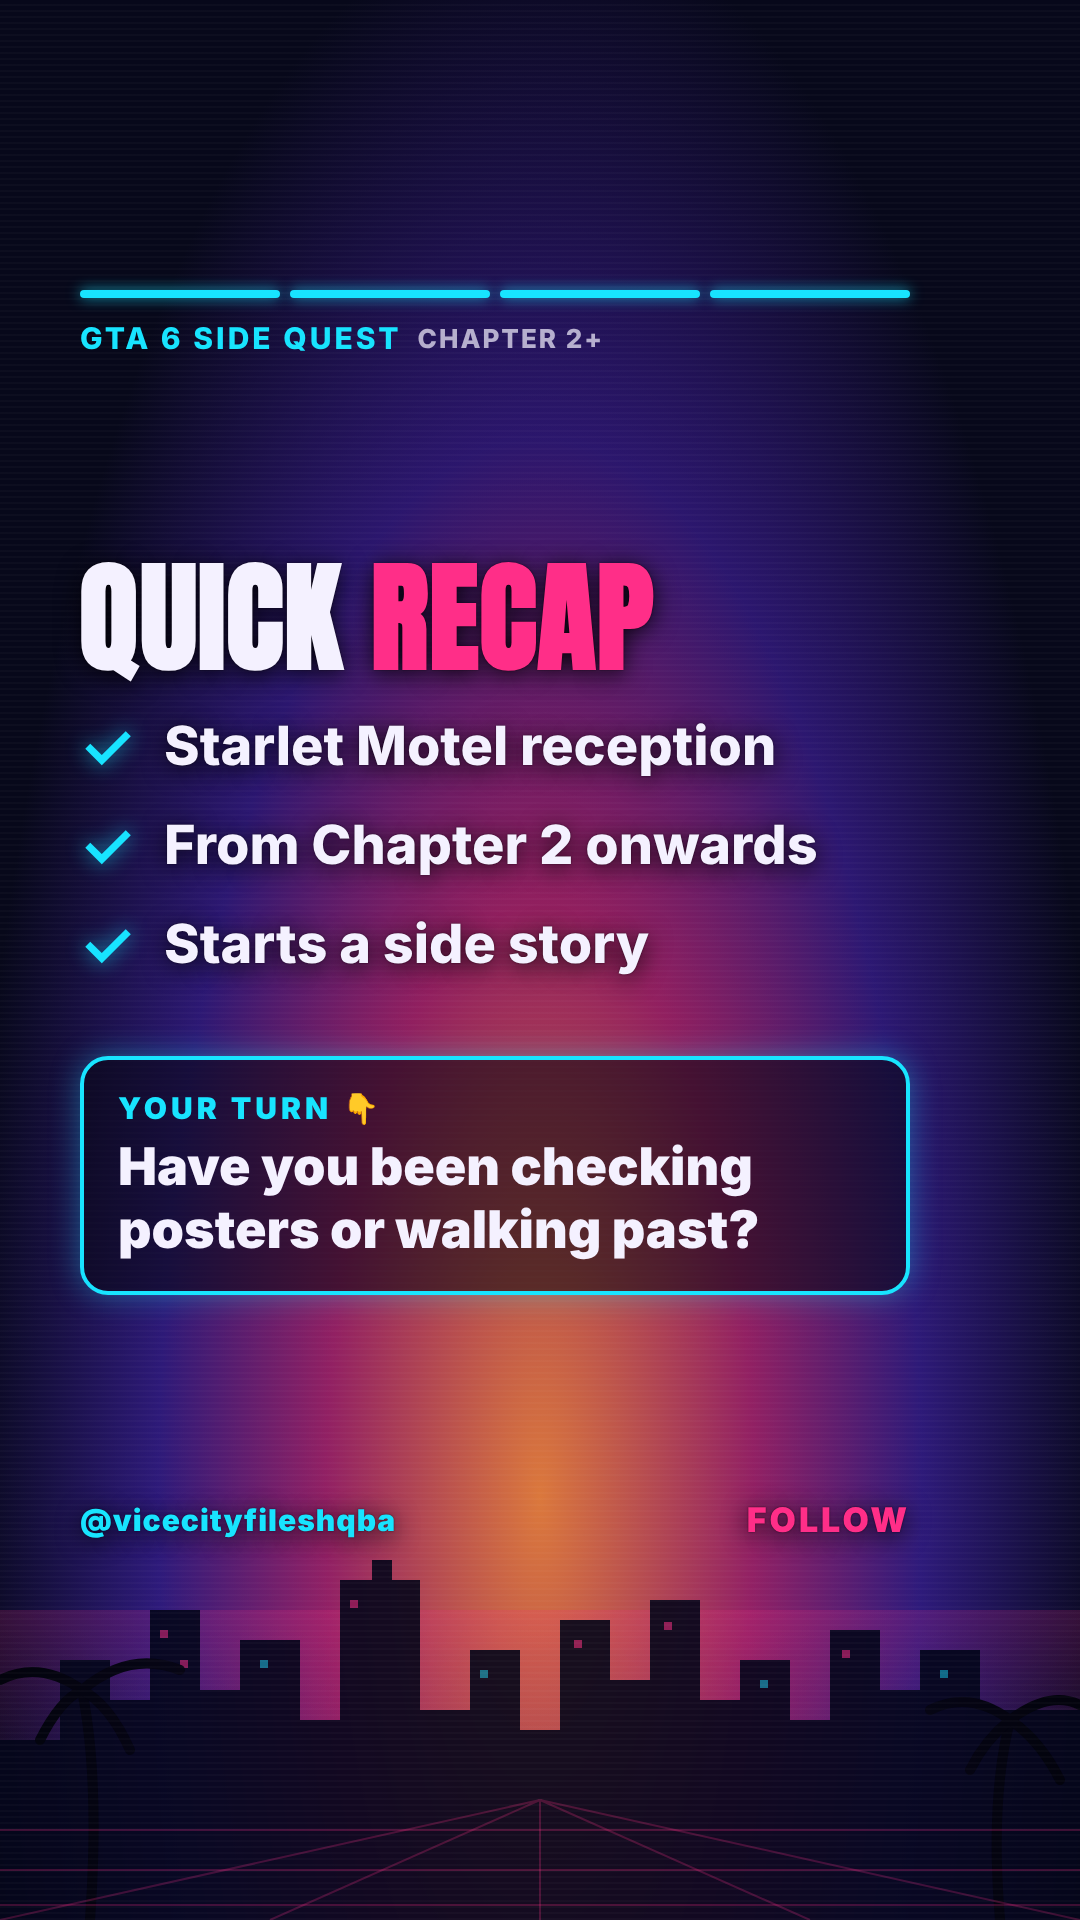 GTA 6 SIDE QUEST CHAPTER 2+
QUICK RECAP
Starlet Motel reception
From Chapter 2 onwards
Starts a side story
YOUR TURN 👇
Have you been checking
posters or walking past?
@vicecityfileshqba FOLLOW